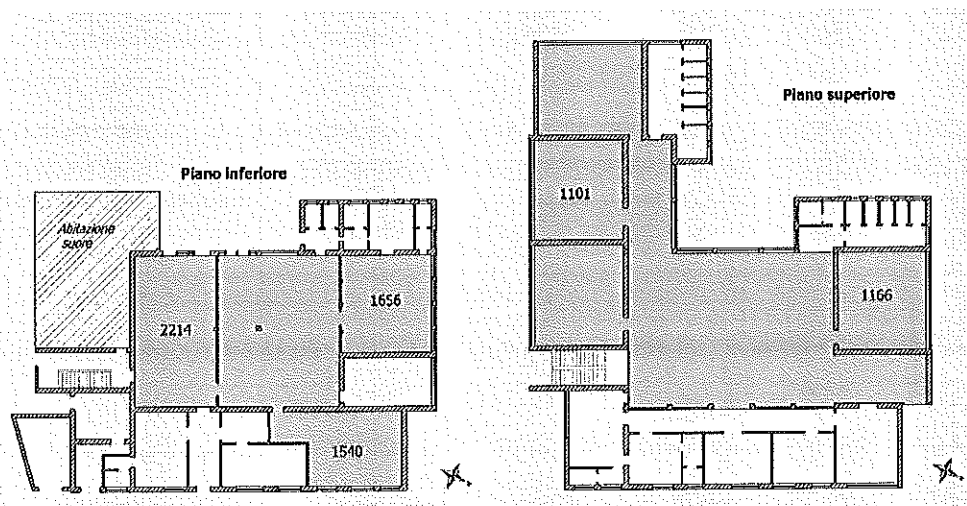 Piano superiore
Piano inferiore
1101
Abitazione
suore
1656
1166
2214
1540